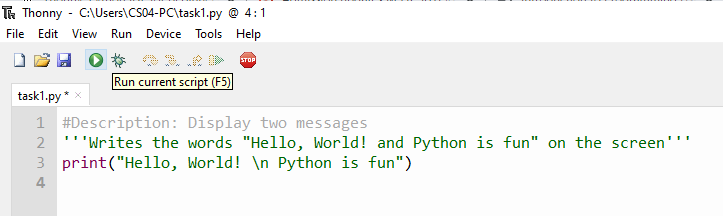 Thonny - C:\Users\CS04-PC\task1.py @ 4 : 1
File Edit View Run Device Tools Help
STOP
Run current script (F5)
task1.py * ×
1 #Description: Display two messages
2 '''Writes the words "Hello, World! and Python is fun" on the screen'''
3 print("Hello, World! \n Python is fun")
4